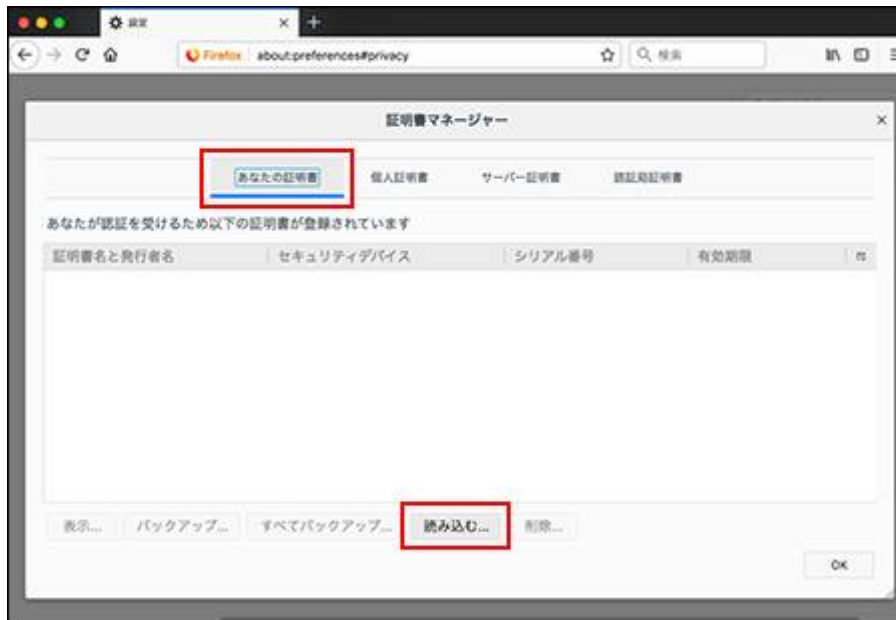 設定
Firefox about:preferences#privacy 検索
証明書マネージャー
あなたの証明書 個人証明書 サーバー証明書 認証局証明書
あなたが認証を受けるため以下の証明書が登録されています
証明書名と発行者名 セキュリティデバイス シリアル番号 有効期限
表示... バックアップ... すべてバックアップ... 読み込む... 削除...
OK